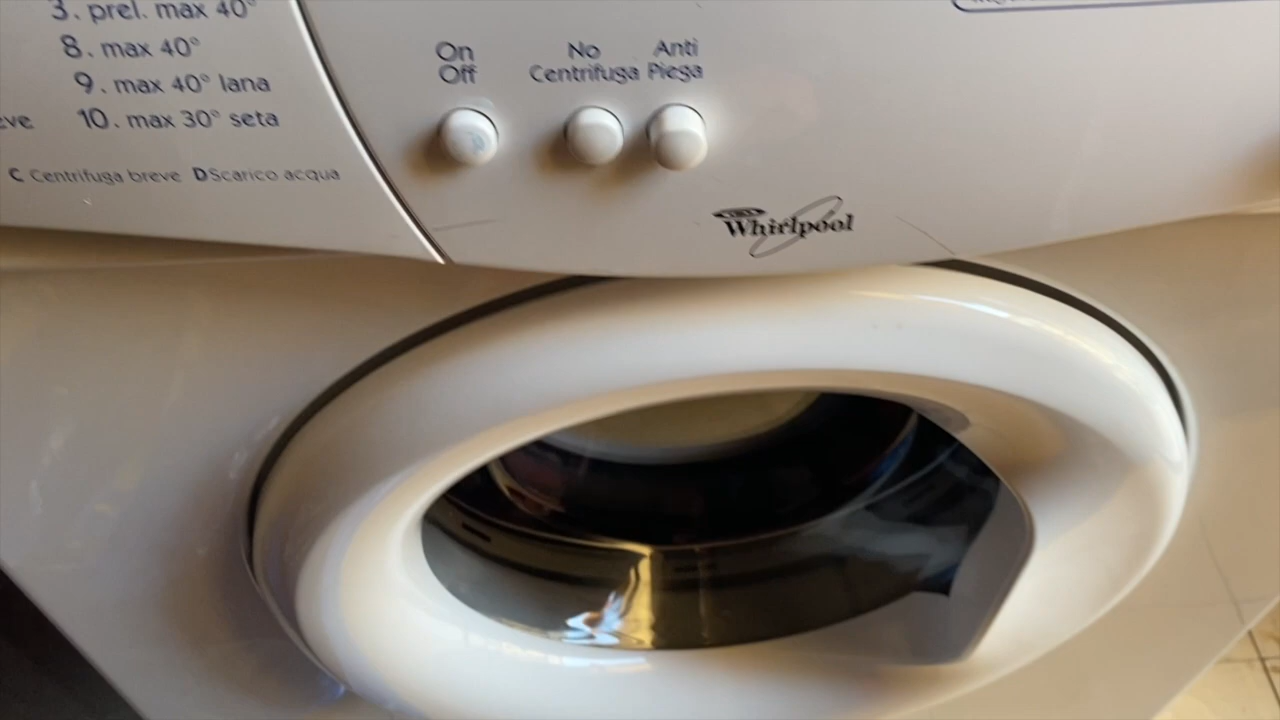 3. prel. max 40°
8. max 40°
9. max 40° lana
10. max 30° seta
C Centrifuga breve D Scarico acqua
On
Off
No
Centrifuga
Anti
Piega
Whirlpool